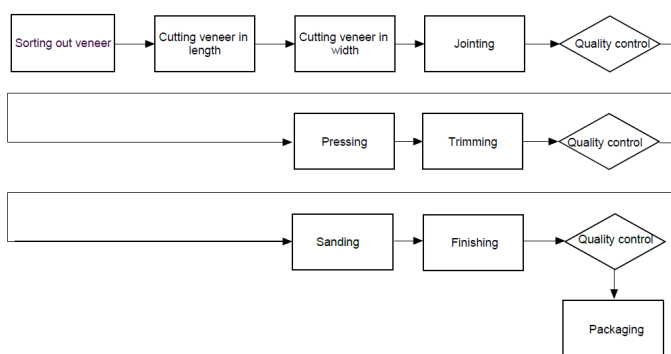 Sorting out veneer
Cutting veneer in
length
Cutting veneer in
width
Jointing
Quality control
Pressing
Trimming
Quality control
Sanding
Finishing
Quality control
Packaging